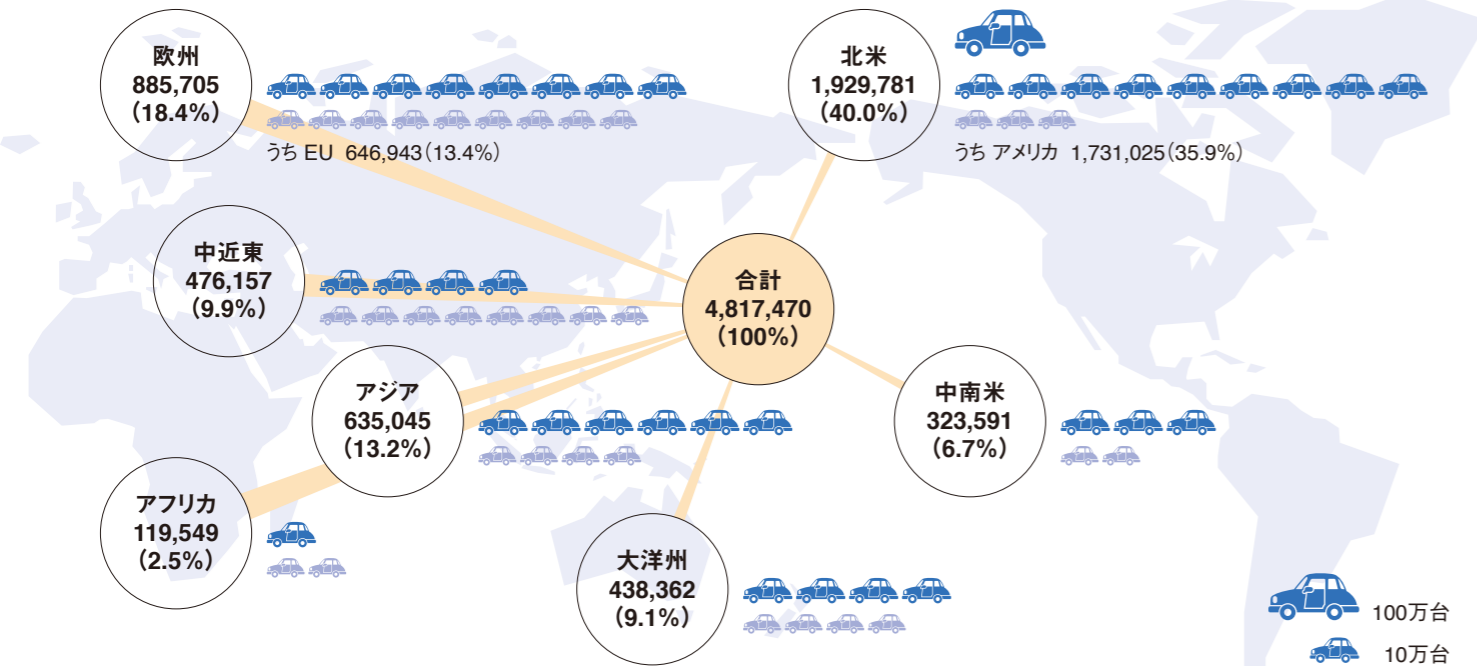 欧州
885,705
(18.4%)
うち EU 646,943(13.4%)
北米
1,929,781
(40.0%)
うち アメリカ 1,731,025(35.9%)
中近東
476,157
(9.9%)
合計
4,817,470
(100%)
アジア
635,045
(13.2%)
中南米
323,591
(6.7%)
アフリカ
119,549
(2.5%)
大洋州
438,362
(9.1%)
100万台
10万台